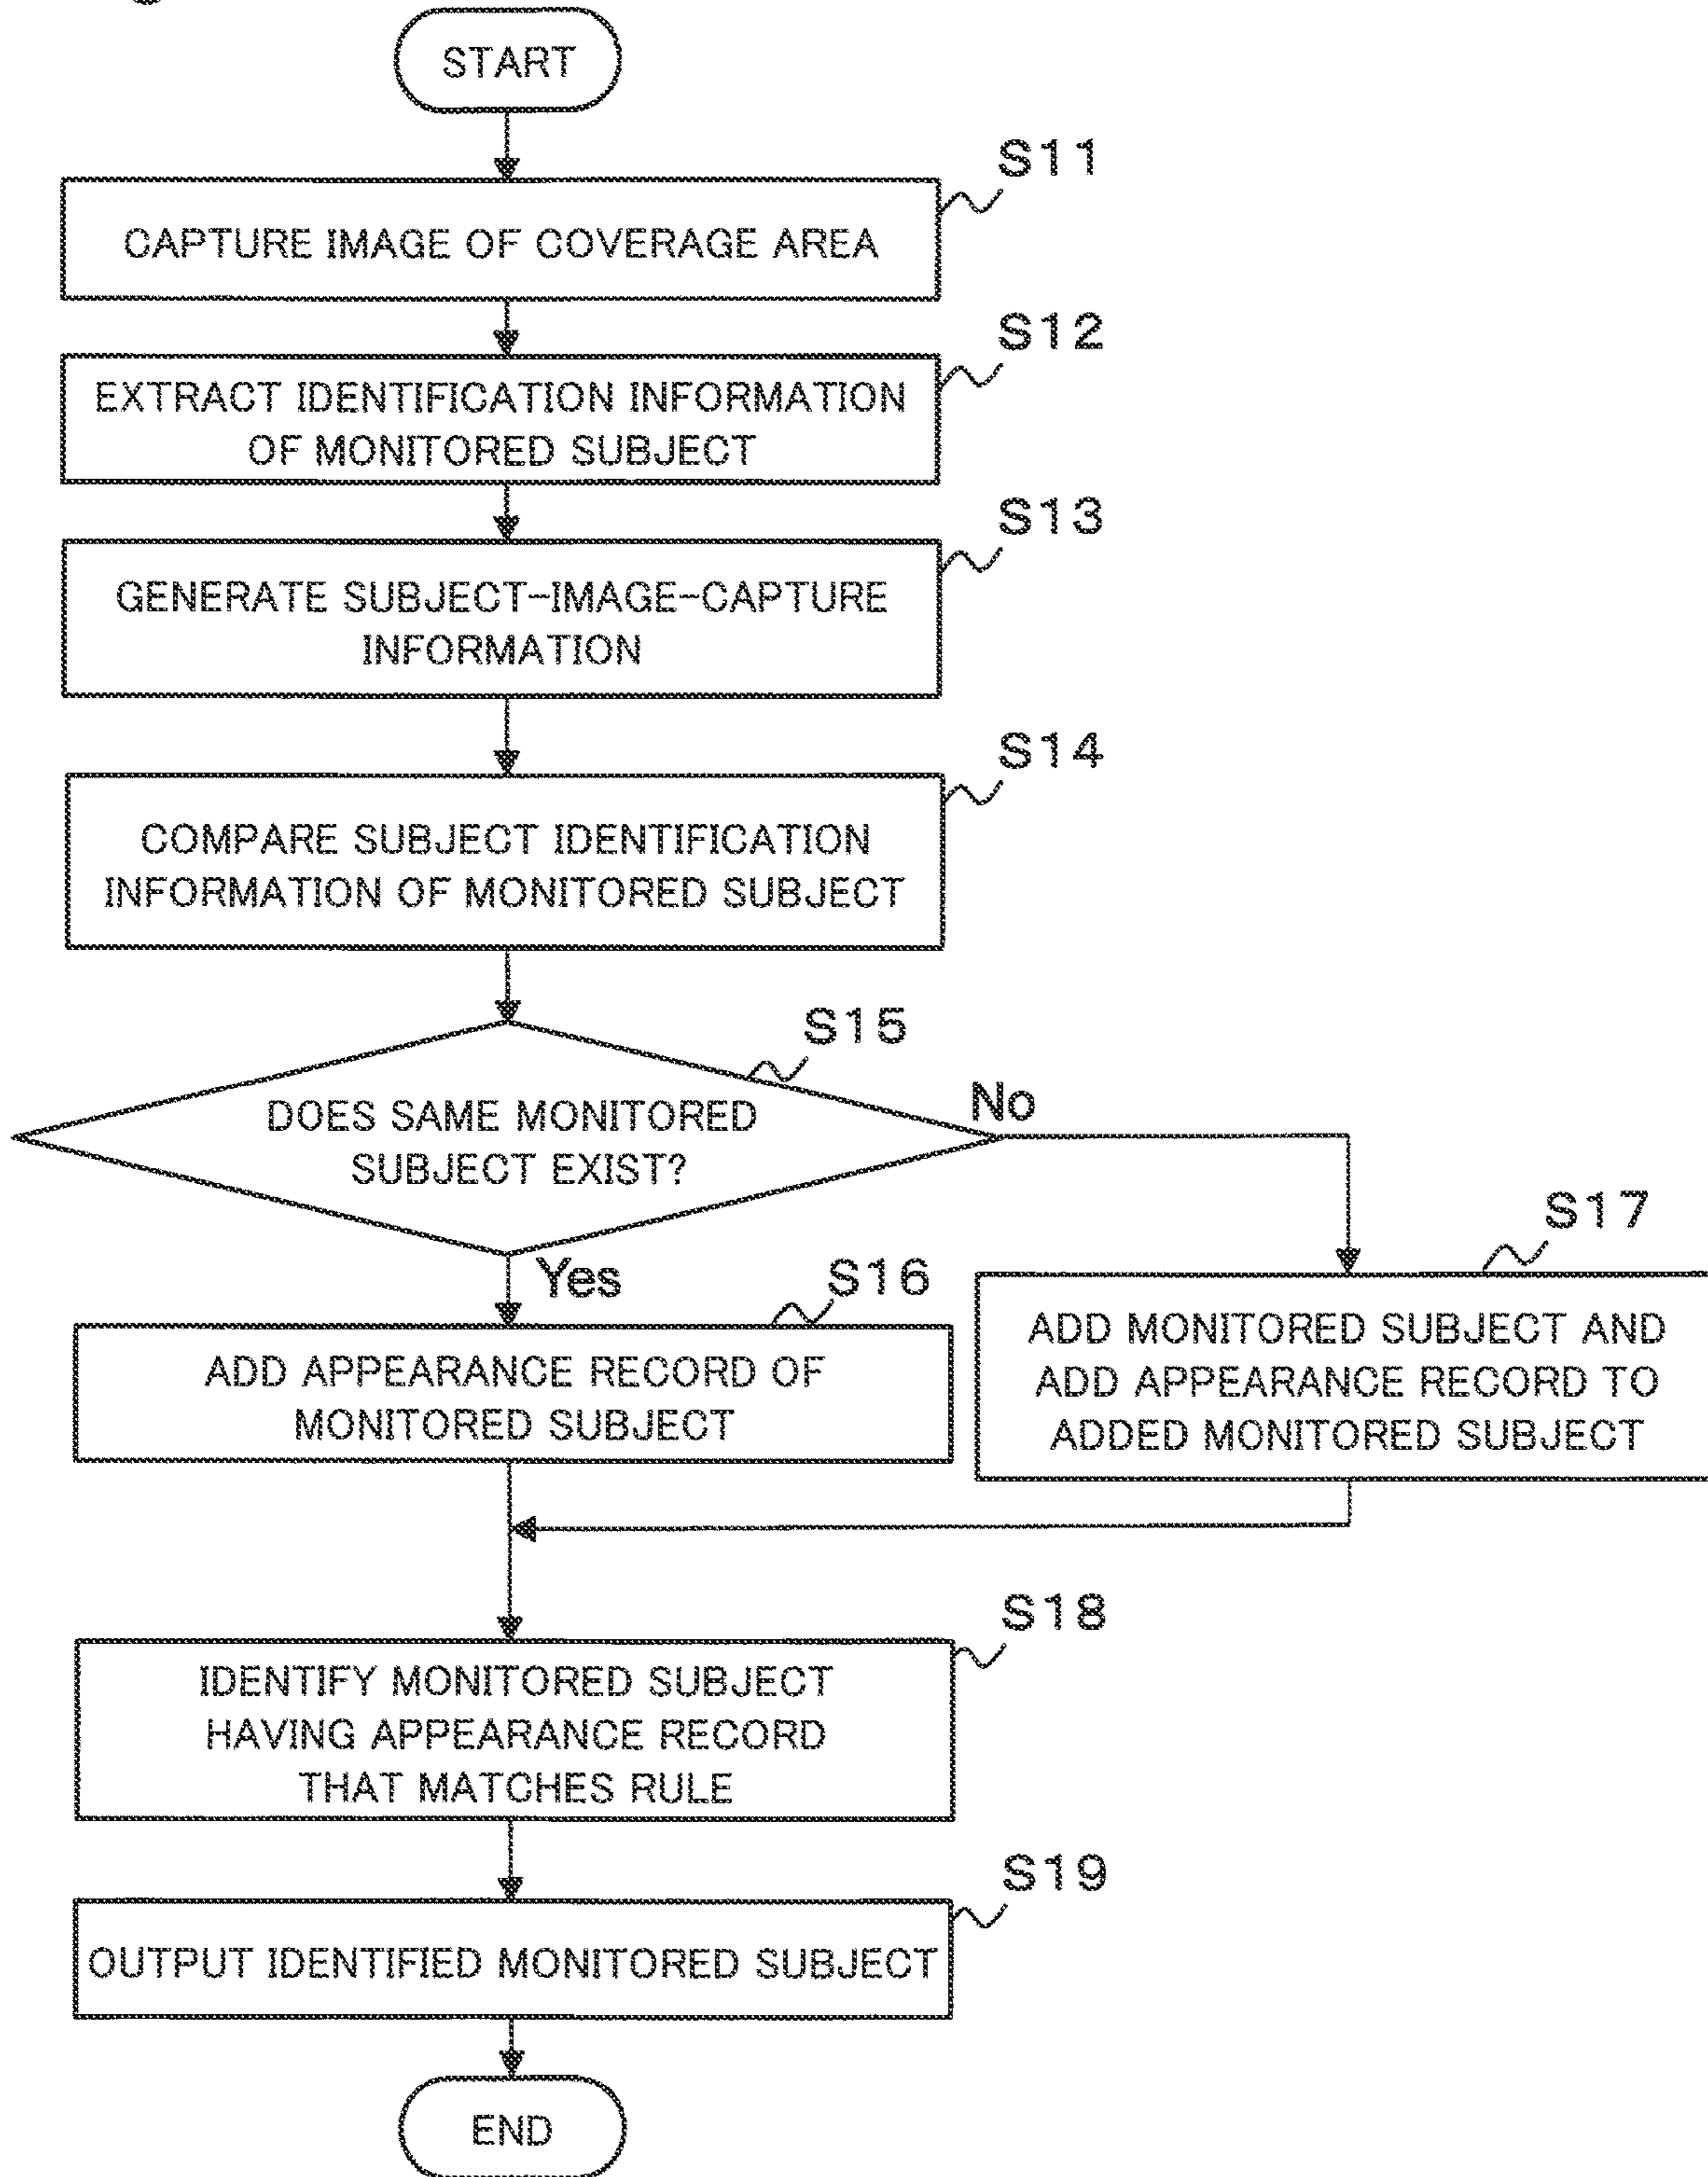 START
S11
CAPTURE IMAGE OF COVERAGE AREA
S12
EXTRACT IDENTIFICATION INFORMATION
OF MONITORED SUBJECT
S13
GENERATE SUBJECT-IMAGE-CAPTURE
INFORMATION
S14
COMPARE SUBJECT IDENTIFICATION
INFORMATION OF MONITORED SUBJECT
S15
DOES SAME MONITORED
SUBJECT EXIST?
No
Yes
S16
ADD APPEARANCE RECORD OF
MONITORED SUBJECT
S17
ADD MONITORED SUBJECT AND
ADD APPEARANCE RECORD TO
ADDED MONITORED SUBJECT
S18
IDENTIFY MONITORED SUBJECT
HAVING APPEARANCE RECORD
THAT MATCHES RULE
S19
OUTPUT IDENTIFIED MONITORED SUBJECT
END